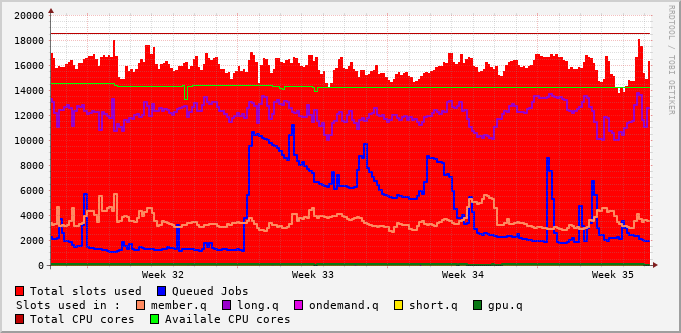 20000
18000
16000
14000
12000
10000
8000
6000
4000
2000
0
Week 32 Week 33 Week 34 Week 35
RRDTOOL / TOBI OETIKER
Total slots used Queued Jobs
Slots used in : member.q long.q ondemand.q short.q gpu.q
Total CPU cores Availale CPU cores